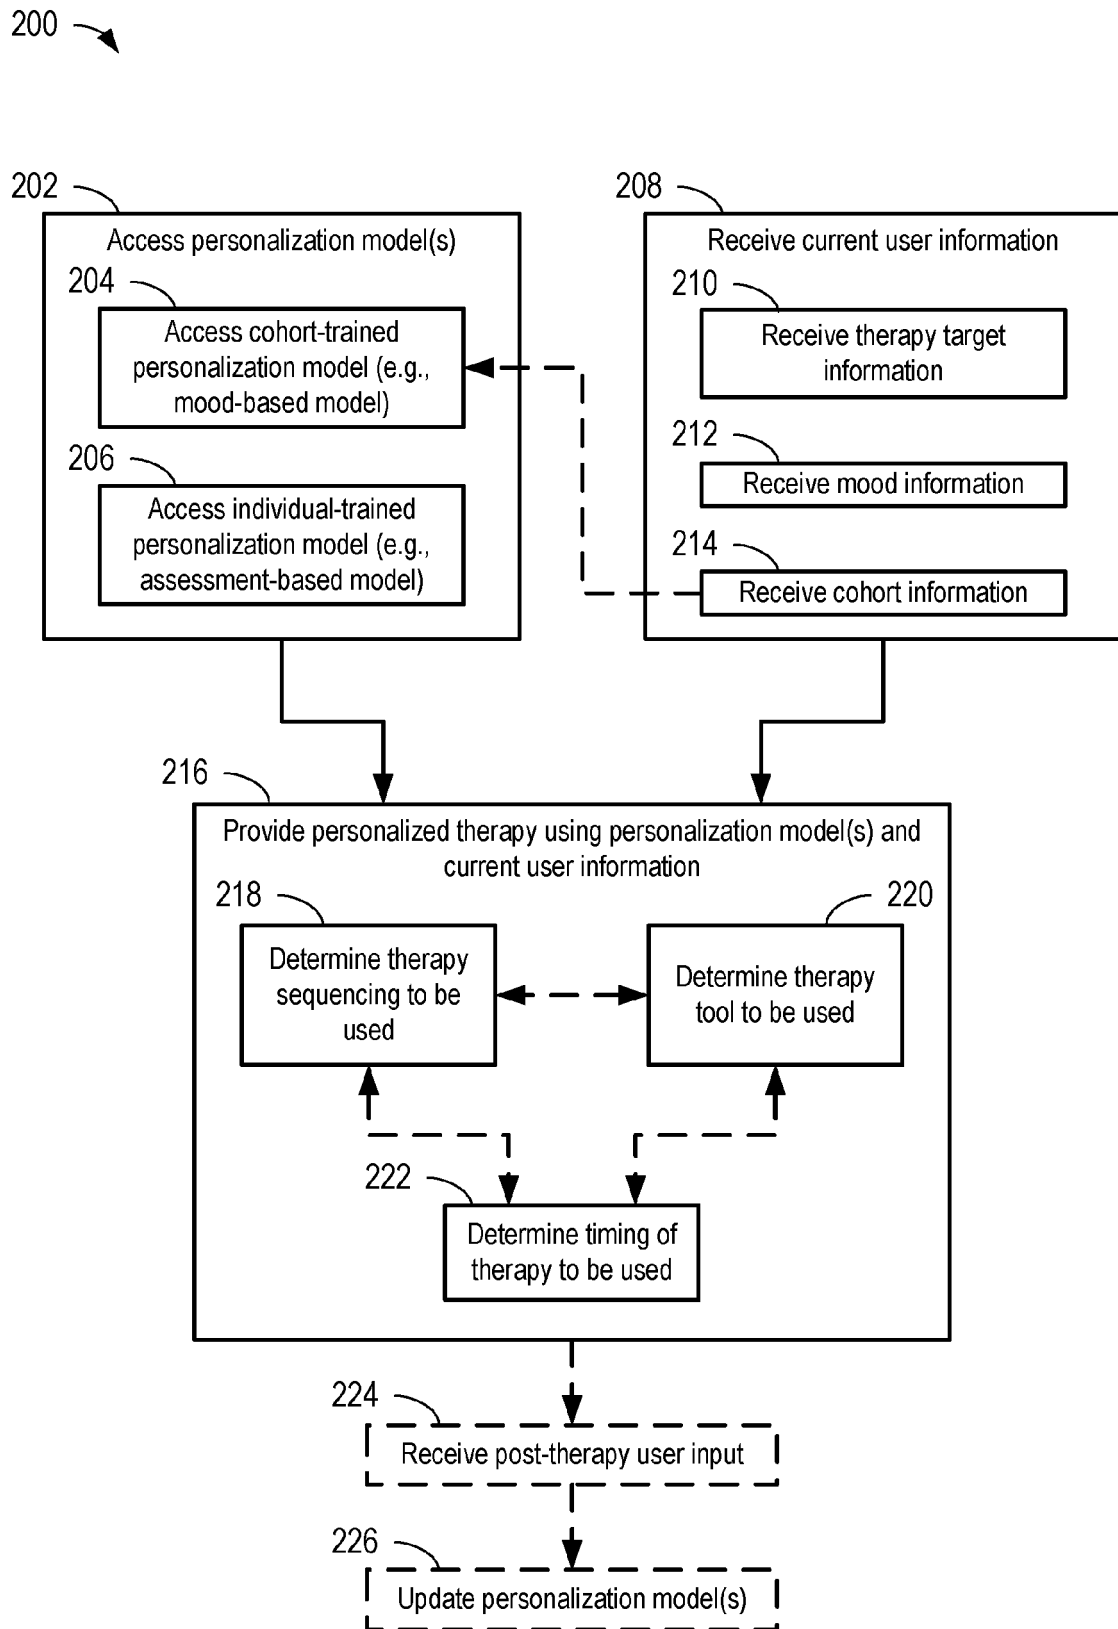 200
202
Access personalization model(s)
204
Access cohort-trained
personalization model (e.g.,
mood-based model)
206
Access individual-trained
personalization model (e.g.,
assessment-based model)
208
Receive current user information
210
Receive therapy target
information
212
Receive mood information
214
Receive cohort information
216
Provide personalized therapy using personalization model(s) and
current user information
218
Determine therapy
sequencing to be
used
220
Determine therapy
tool to be used
222
Determine timing of
therapy to be used
224
Receive post-therapy user input
226
Update personalization model(s)